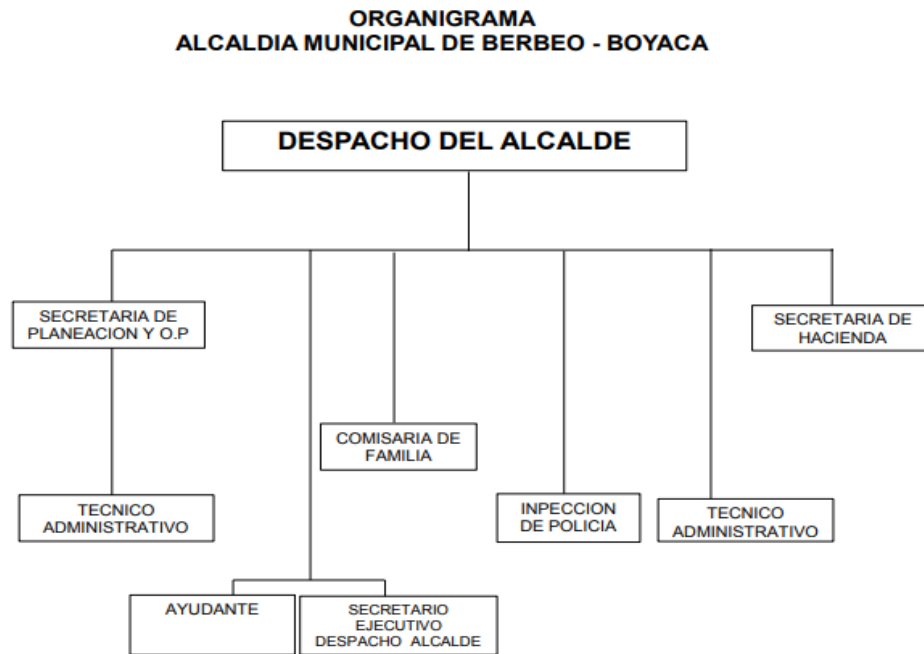 ORGANIGRAMA
ALCALDIA MUNICIPAL DE BERBEO - BOYACA
DESPACHO DEL ALCALDE
SECRETARIA DE
PLANEACION Y O.P
SECRETARIA DE
HACIENDA
COMISARIA DE
FAMILIA
TECNICO
ADMINISTRATIVO
INPECCION
DE POLICIA
TECNICO
ADMINISTRATIVO
AYUDANTE
SECRETARIO
EJECUTIVO
DESPACHO ALCALDE